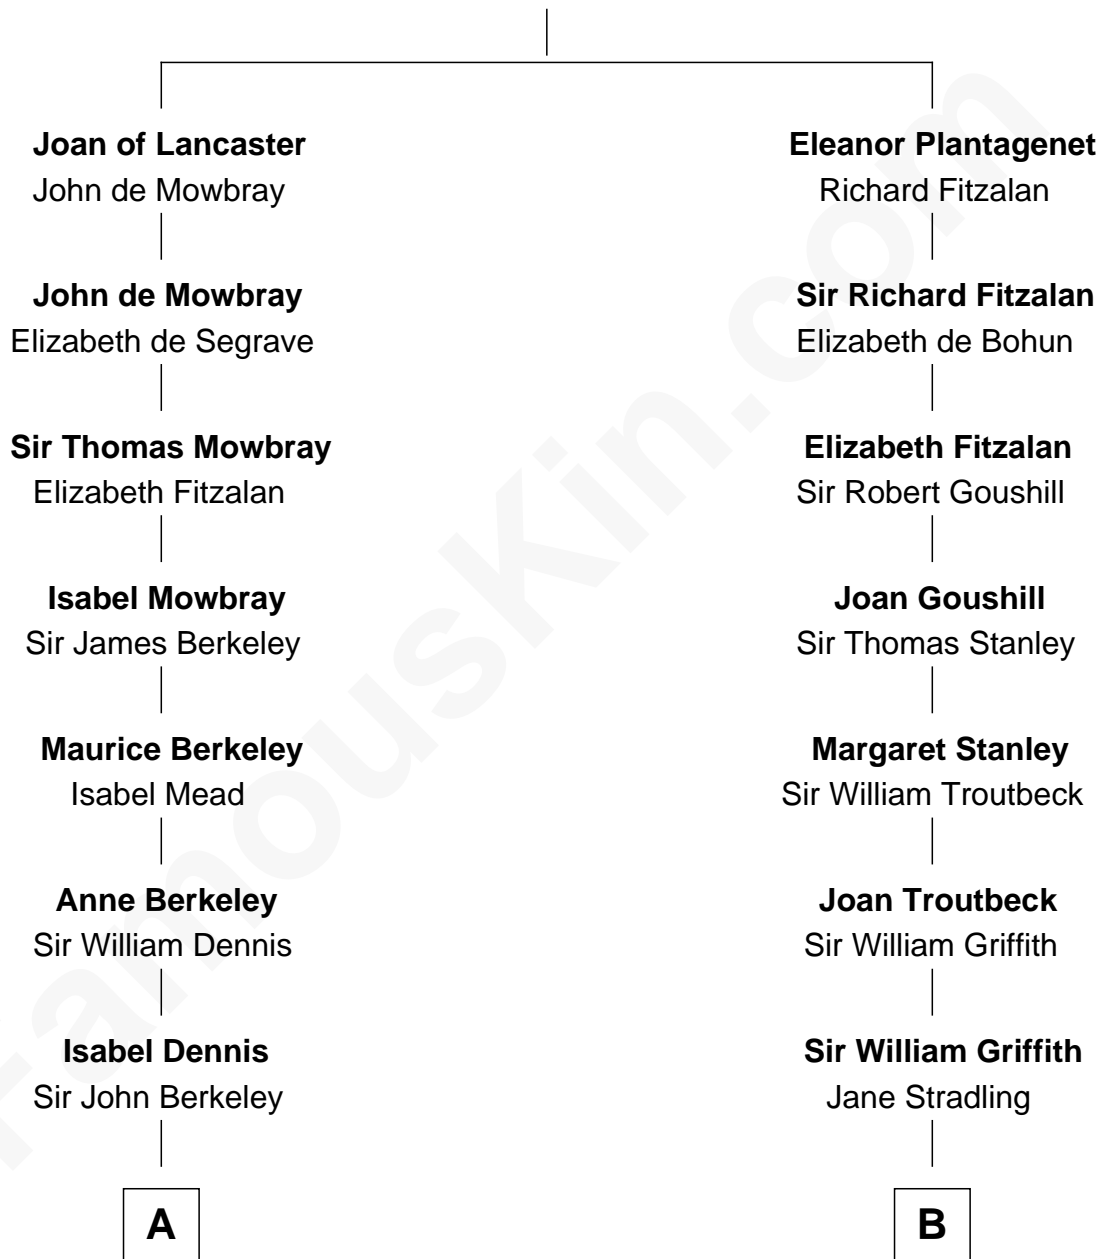 Joan of Lancaster
John de Mowbray
John de Mowbray
Elizabeth de Segrave
Sir Thomas Mowbray
Elizabeth Fitzalan
Isabel Mowbray
Sir James Berkeley
Maurice Berkeley
Isabel Mead
Anne Berkeley
Sir William Dennis
Isabel Dennis
Sir John Berkeley
A
Eleanor Plantagenet
Richard Fitzalan
Sir Richard Fitzalan
Elizabeth de Bohun
Elizabeth Fitzalan
Sir Robert Goushill
Joan Goushill
Sir Thomas Stanley
Margaret Stanley
Sir William Troutbeck
Joan Troutbeck
Sir William Griffith
Sir William Griffith
Jane Stradling
B
FamousKin.com